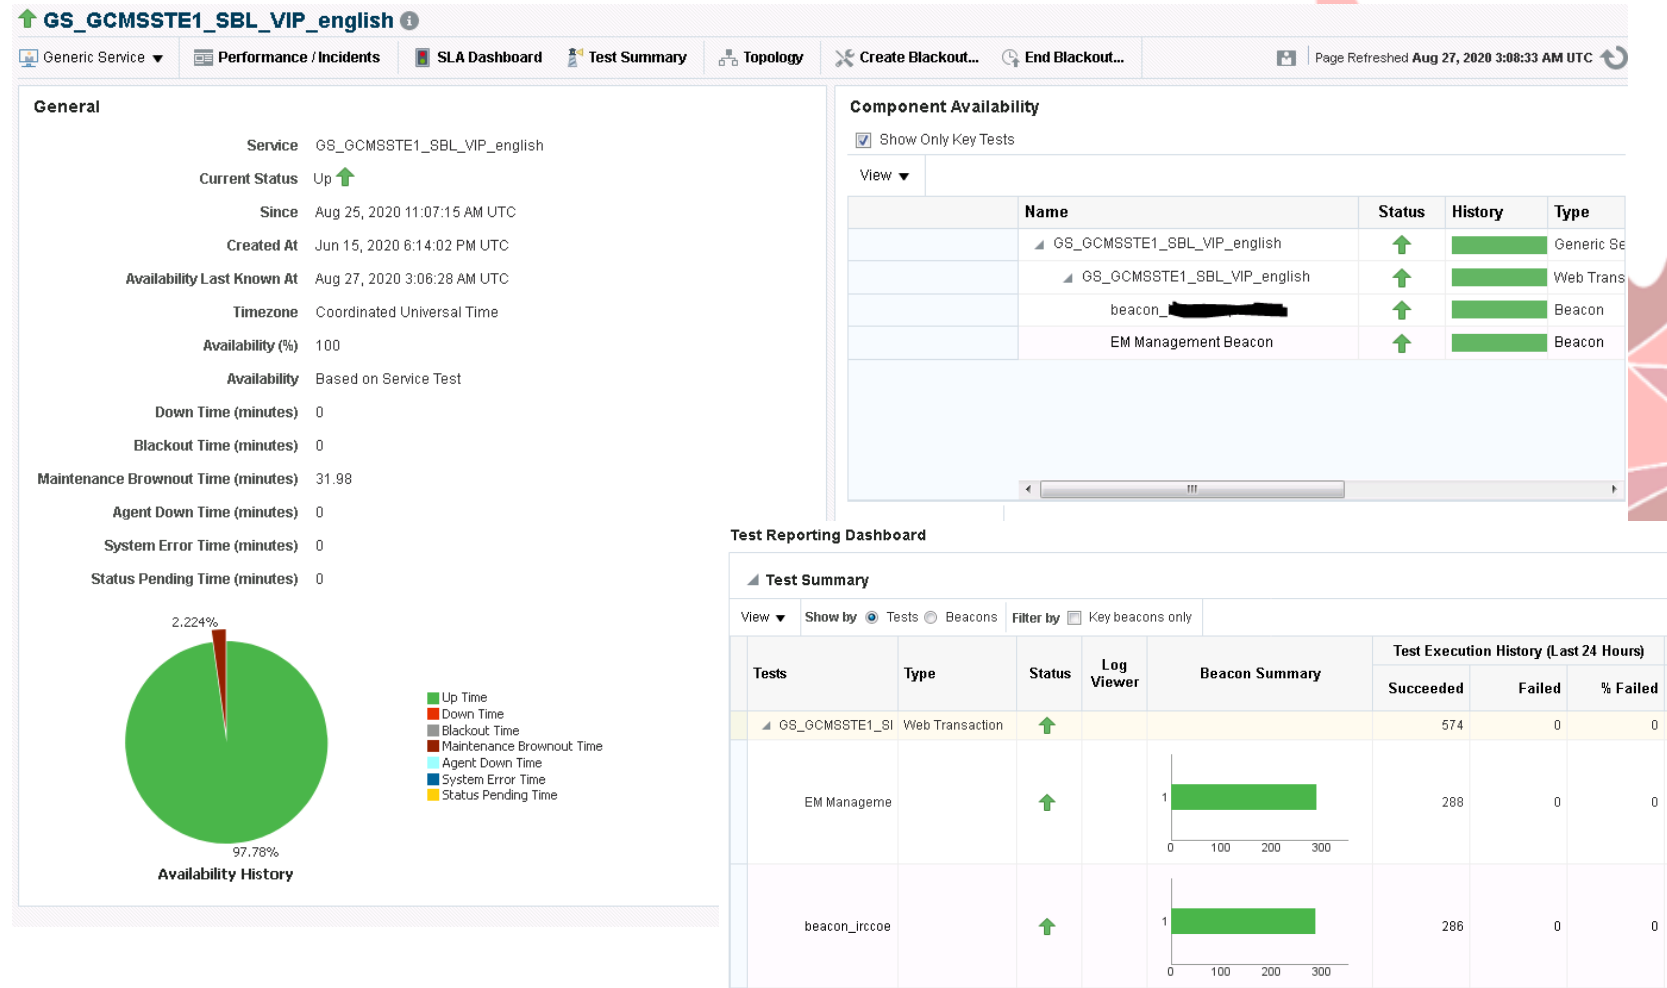 GS_GCMSSTE1_SBL_VIP_english
Generic Service
Performance / Incidents
SLA Dashboard
Test Summary
Topology
Create Blackout...
End Blackout...
Page Refreshed Aug 27, 2020 3:08:33 AM UTC
General
Service GS_GCMSSTE1_SBL_VIP_english
Current Status Up
Since Aug 25, 2020 11:07:15 AM UTC
Created At Jun 15, 2020 6:14:02 PM UTC
Availability Last Known At Aug 27, 2020 3:06:28 AM UTC
Timezone Coordinated Universal Time
Availability (%) 100
Availability Based on Service Test
Down Time (minutes) 0
Blackout Time (minutes) 0
Maintenance Brownout Time (minutes) 31.98
Agent Down Time (minutes) 0
System Error Time (minutes) 0
Status Pending Time (minutes) 0
2.224%
97.78%
Availability History
Up Time
Down Time
Blackout Time
Maintenance Brownout Time
Agent Down Time
System Error Time
Status Pending Time
Component Availability
Show Only Key Tests
View
Name Status History Type
GS_GCMSSTE1_SBL_VIP_english Generic Se
GS_GCMSSTE1_SBL_VIP_english Web Trans
beacon_ Beacon
EM Management Beacon Beacon
Test Reporting Dashboard
Test Summary
View Show by Tests Beacons Filter by Key beacons only
Tests Type Status Log Viewer Beacon Summary Test Execution History (Last 24 Hours)
Succeeded Failed % Failed
GS_GCMSSTE1_SI Web Transaction 574 0 0
EM Manageme 1 288 0 0
0 100 200 300
beacon_irccoe 1 286 0 0
0 100 200 300